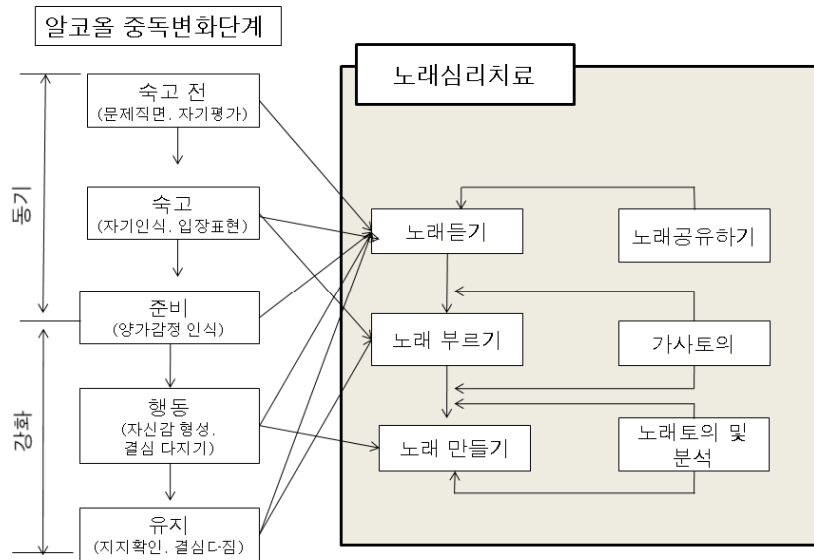 알코올 중독변화단계
노래심리치료
숙고 전
(문제직면, 자기평가)
동기
숙고
(자기인식, 입장표현)
노래듣기
노래공유하기
준비
(양가감정 인식)
노래 부르기
가사토의
강화
행동
(자신감 형성,
결심 다지기)
노래 만들기
노래토의 및
분석
유지
(지지확인, 결심다짐)